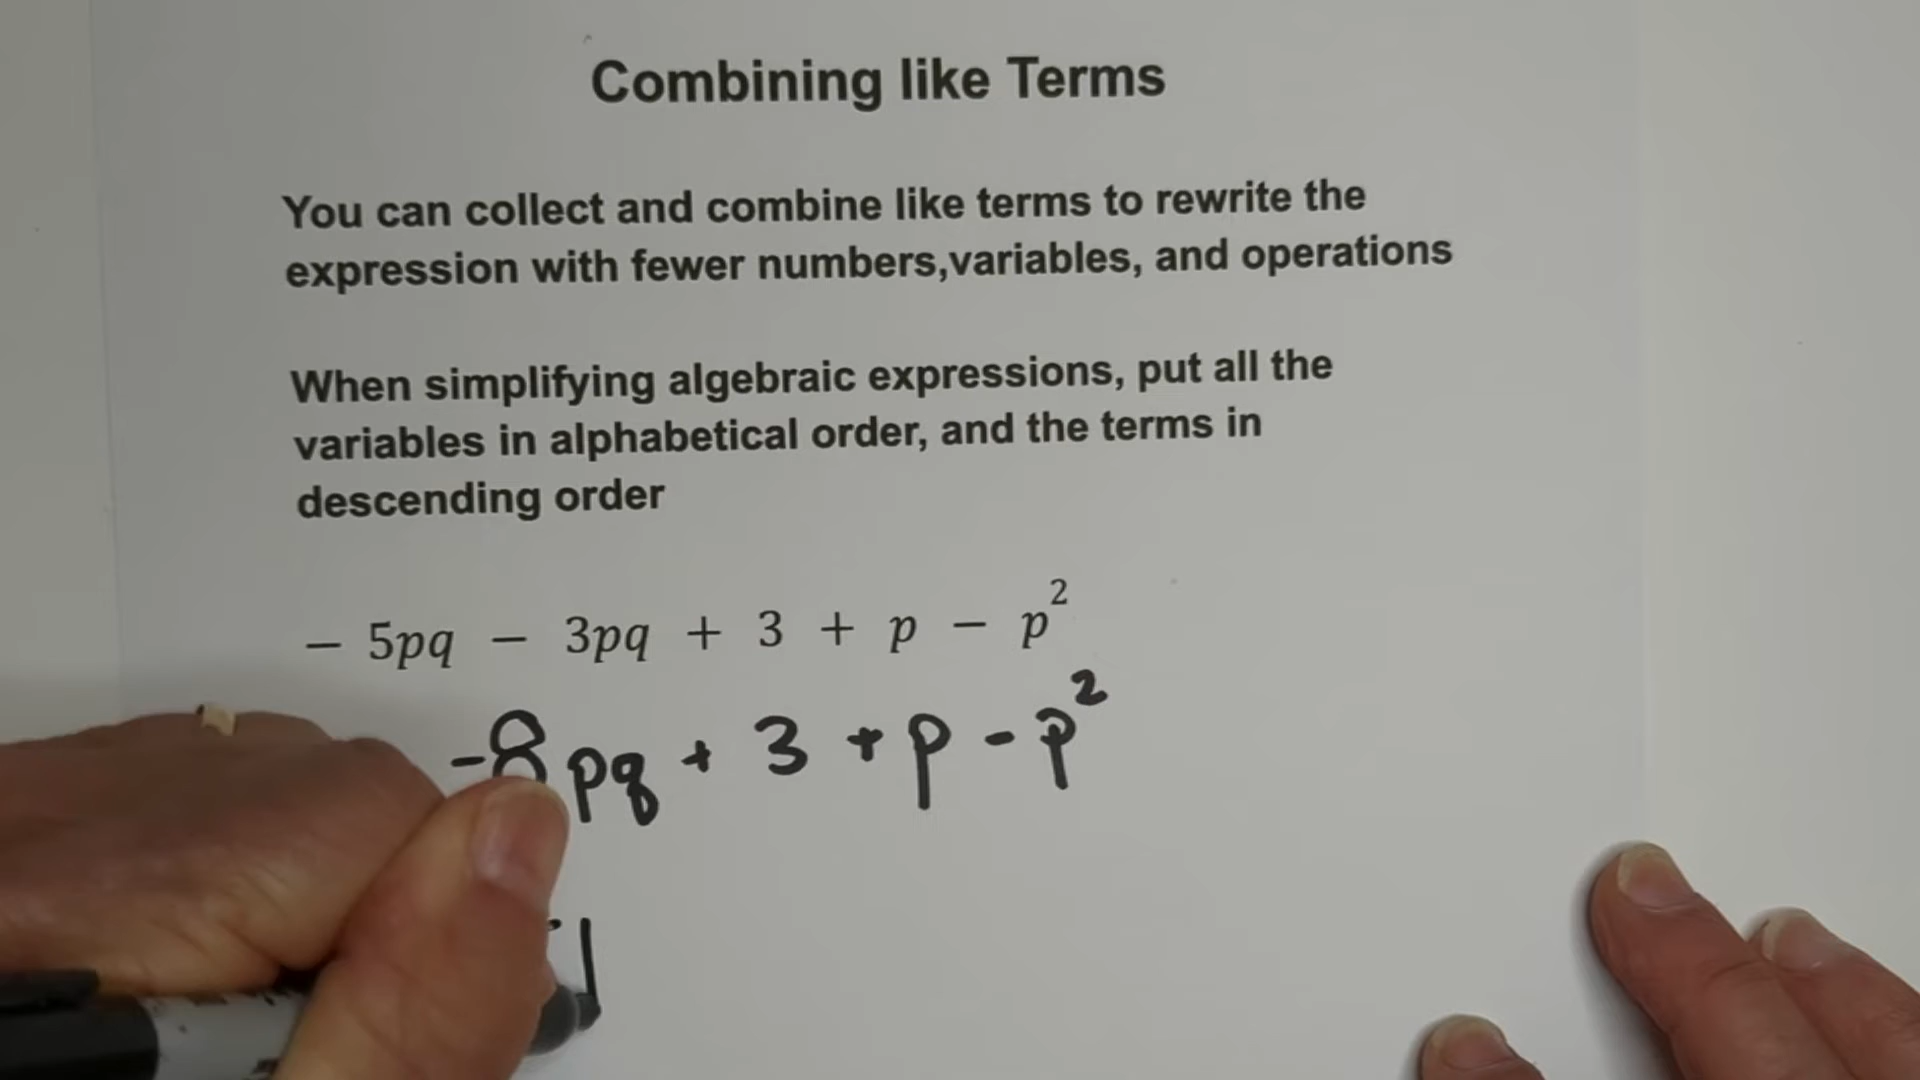 Combining like Terms
You can collect and combine like terms to rewrite the
expression with fewer numbers,variables, and operations
When simplifying algebraic expressions, put all the
variables in alphabetical order, and the terms in
descending order
− 5pq − 3pq + 3 + p − p²
-8pq + 3 + p - p²